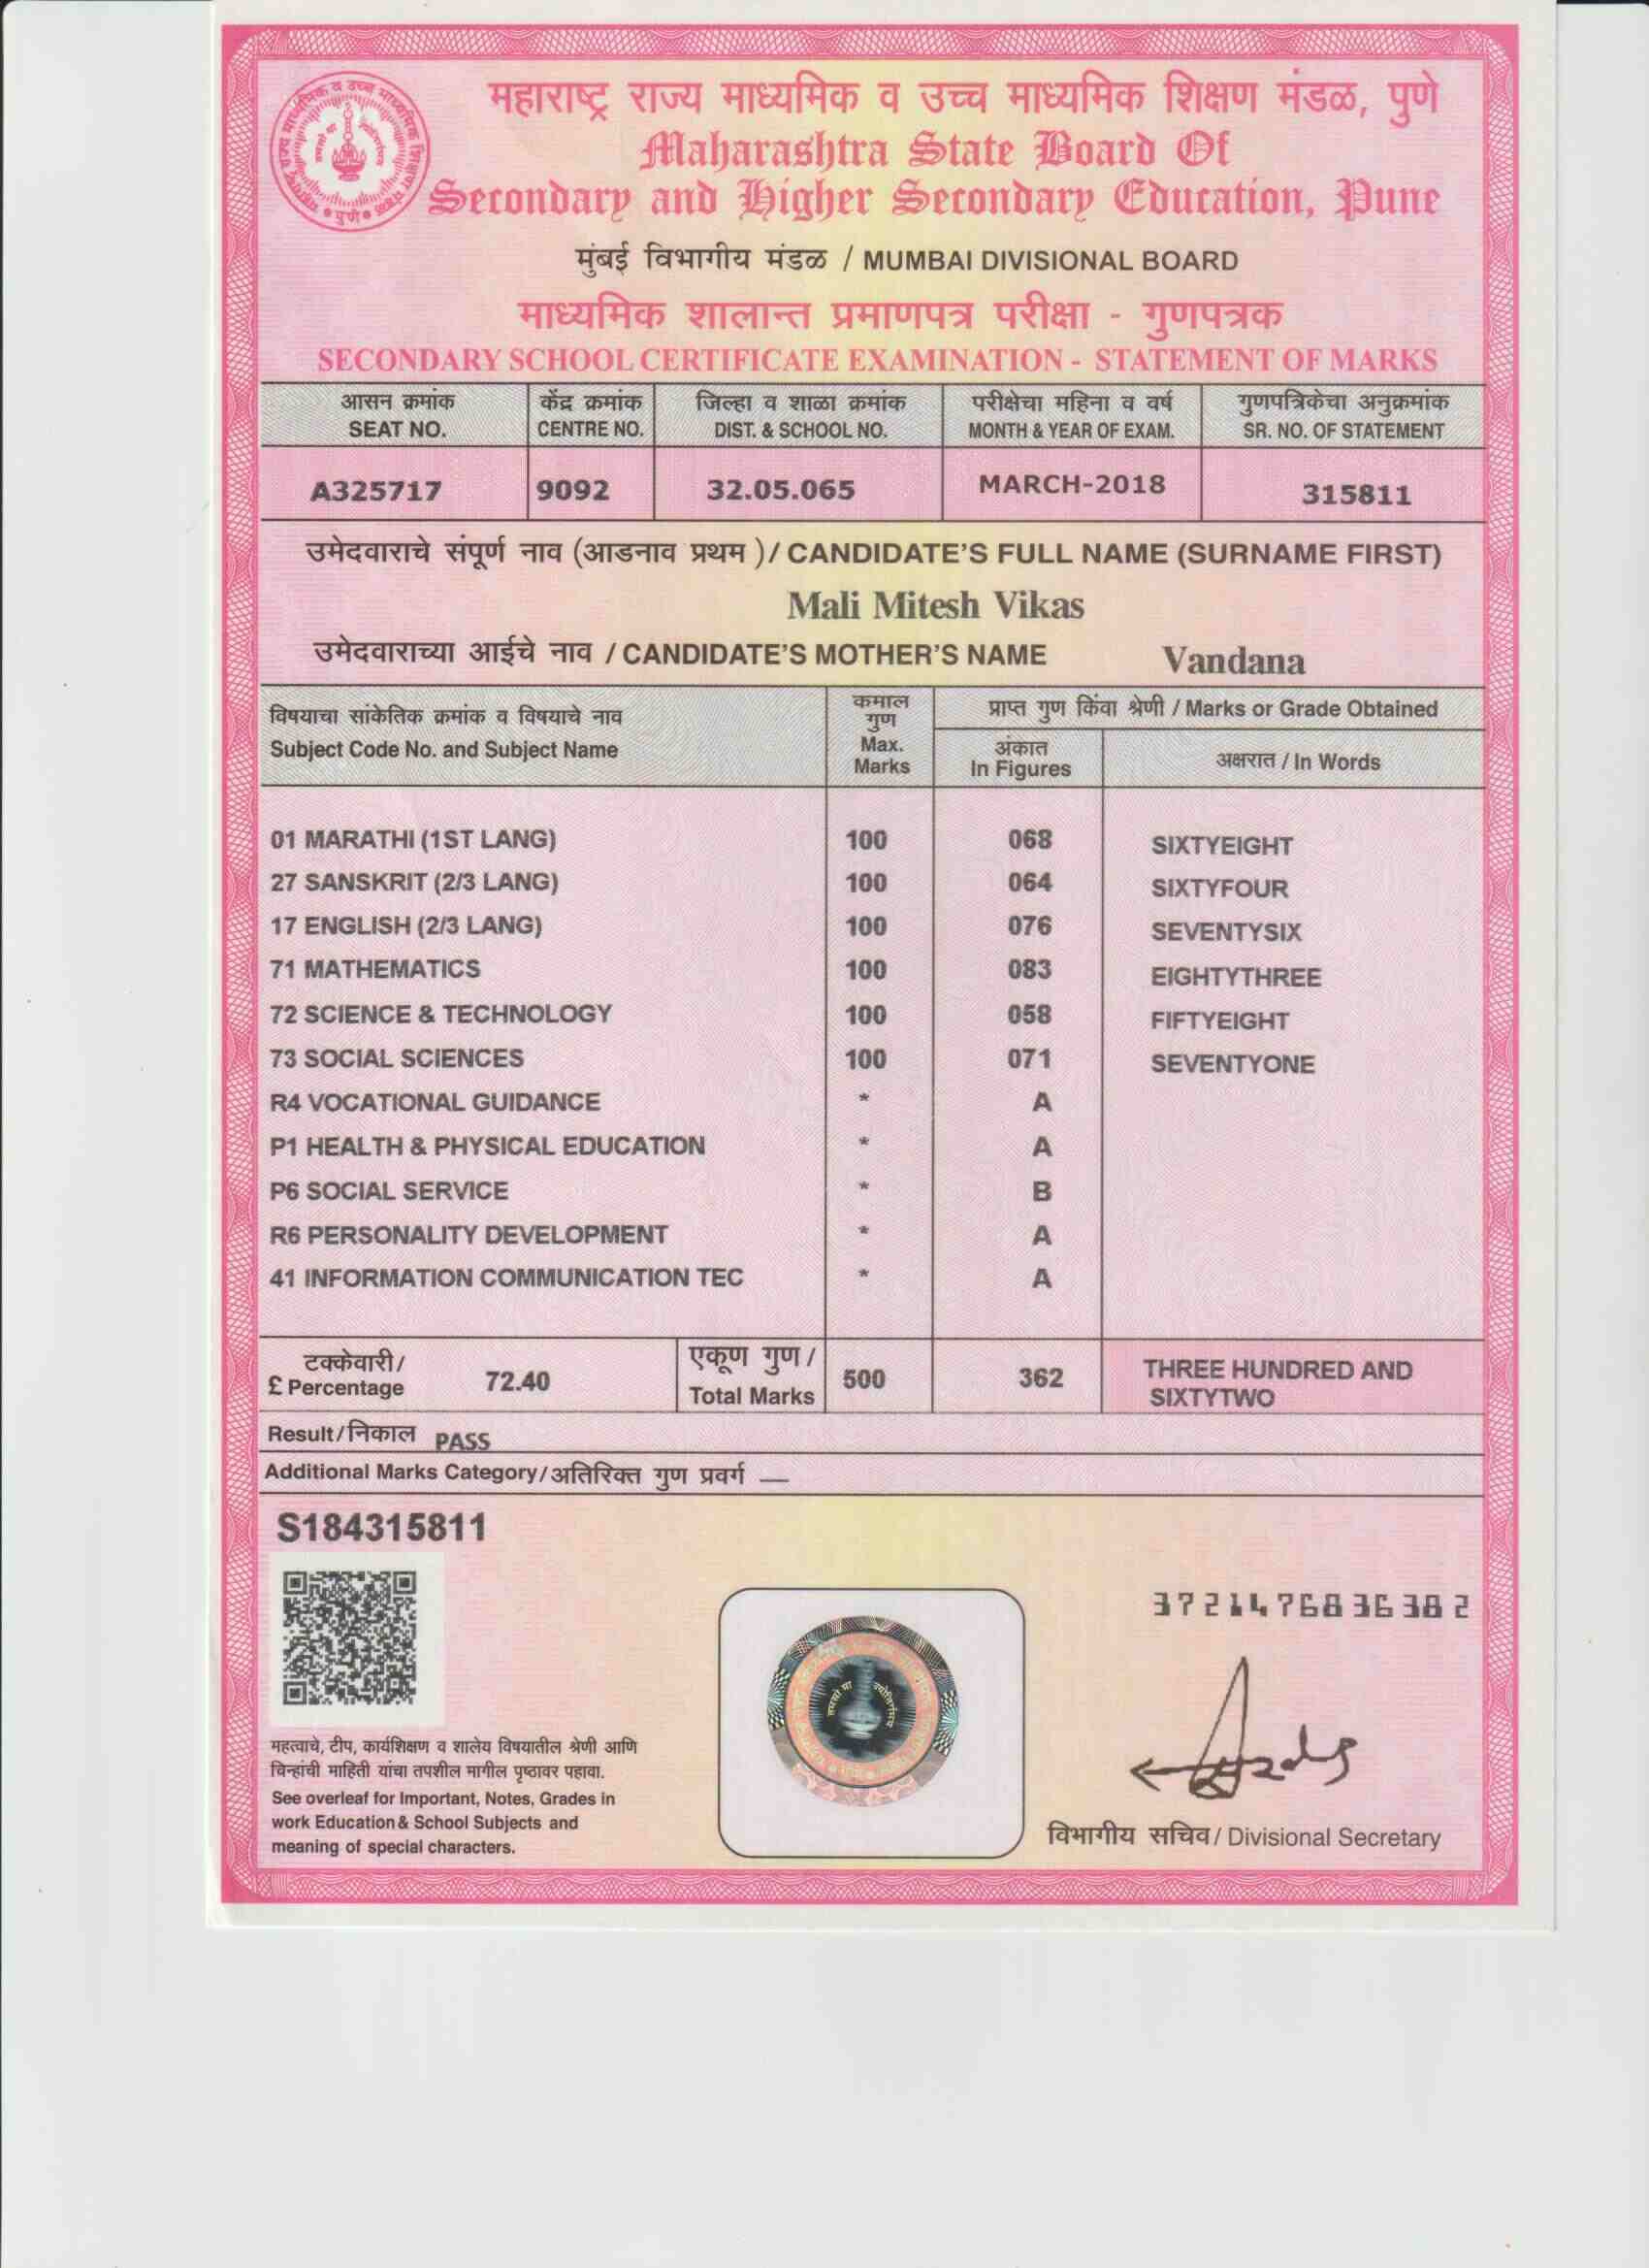 महाराष्ट्र राज्य माध्यमिक व उच्च माध्यमिक शिक्षण मंडळ, पुणे
Maharashtra State Board Of
Secondary and Higher Secondary Education, Pune
मुंबई विभागीय मंडळ / MUMBAI DIVISIONAL BOARD
माध्यमिक शालान्त प्रमाणपत्र परीक्षा - गुणपत्रक
SECONDARY SCHOOL CERTIFICATE EXAMINATION - STATEMENT OF MARKS
आसन क्रमांक केंद्र क्रमांक जिल्हा व शाळा क्रमांक परीक्षेचा महिना व वर्ष गुणपत्रिकेचा अनुक्रमांक
SEAT NO. CENTRE NO. DIST. & SCHOOL NO. MONTH & YEAR OF EXAM. SR. NO. OF STATEMENT
A325717 9092 32.05.065 MARCH-2018 315811
उमेदवाराचे संपूर्ण नाव (आडनाव प्रथम )/ CANDIDATE'S FULL NAME (SURNAME FIRST)
Mali Mitesh Vikas
उमेदवाराच्या आईचे नाव / CANDIDATE'S MOTHER'S NAME Vandana
विषयाचा सांकेतिक क्रमांक व विषयाचे नाव
Subject Code No. and Subject Name
कमाल
गुण
Max.
Marks
प्राप्त गुण किंवा श्रेणी / Marks or Grade Obtained
अंकात
In Figures
अक्षरात / In Words
01 MARATHI (1ST LANG) 100 068 SIXTYEIGHT
27 SANSKRIT (2/3 LANG) 100 064 SIXTYFOUR
17 ENGLISH (2/3 LANG) 100 076 SEVENTYSIX
71 MATHEMATICS 100 083 EIGHTYTHREE
72 SCIENCE & TECHNOLOGY 100 058 FIFTYEIGHT
73 SOCIAL SCIENCES 100 071 SEVENTYONE
R4 VOCATIONAL GUIDANCE * A
P1 HEALTH & PHYSICAL EDUCATION * A
P6 SOCIAL SERVICE * B
R6 PERSONALITY DEVELOPMENT * A
41 INFORMATION COMMUNICATION TEC * A
टक्केवारी/
£ Percentage 72.40
एकूण गुण /
Total Marks 500 362
THREE HUNDRED AND
SIXTYTWO
Result/निकाल PASS
Additional Marks Category/अतिरिक्त गुण प्रवर्ग —
S184315811
3721476836382
महत्वाचे, टीप, कार्यशिक्षण व शालेय विषयातील श्रेणी आणि
चिन्हांची माहिती यांचा तपशील मागील पृष्ठावर पहावा.
See overleaf for Important, Notes, Grades in
work Education & School Subjects and
meaning of special characters.
विभागीय सचिव/ Divisional Secretary